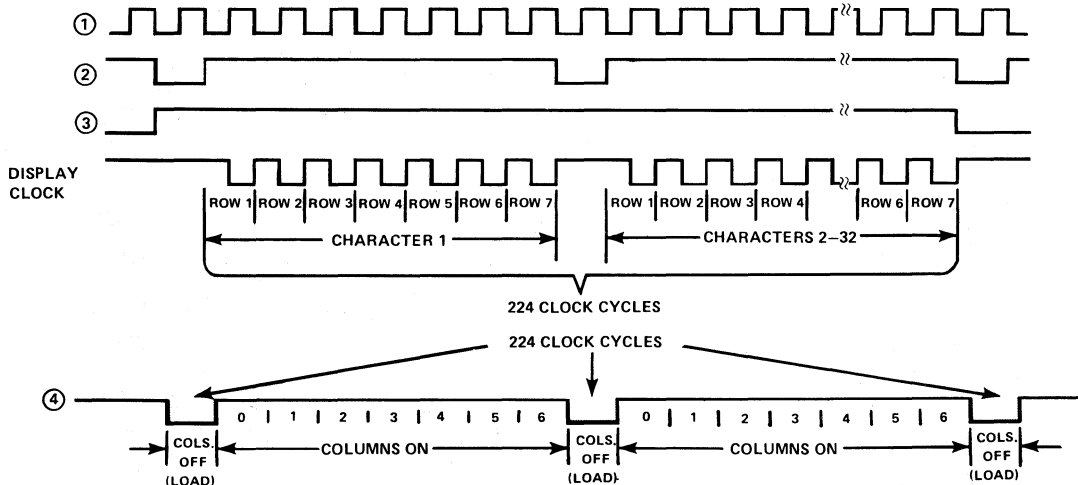 ①
②
③
DISPLAY
CLOCK
ROW 1 ROW 2 ROW 3 ROW 4 ROW 5 ROW 6 ROW 7 ROW 1 ROW 2 ROW 3 ROW 4 ROW 6 ROW 7
CHARACTER 1 CHARACTERS 2–32
224 CLOCK CYCLES
224 CLOCK CYCLES
④
0 1 2 3 4 5 6 0 1 2 3 4 5 6
COLS.
OFF
(LOAD)
COLUMNS ON
COLS.
OFF
(LOAD)
COLUMNS ON
COLS.
OFF
(LOAD)